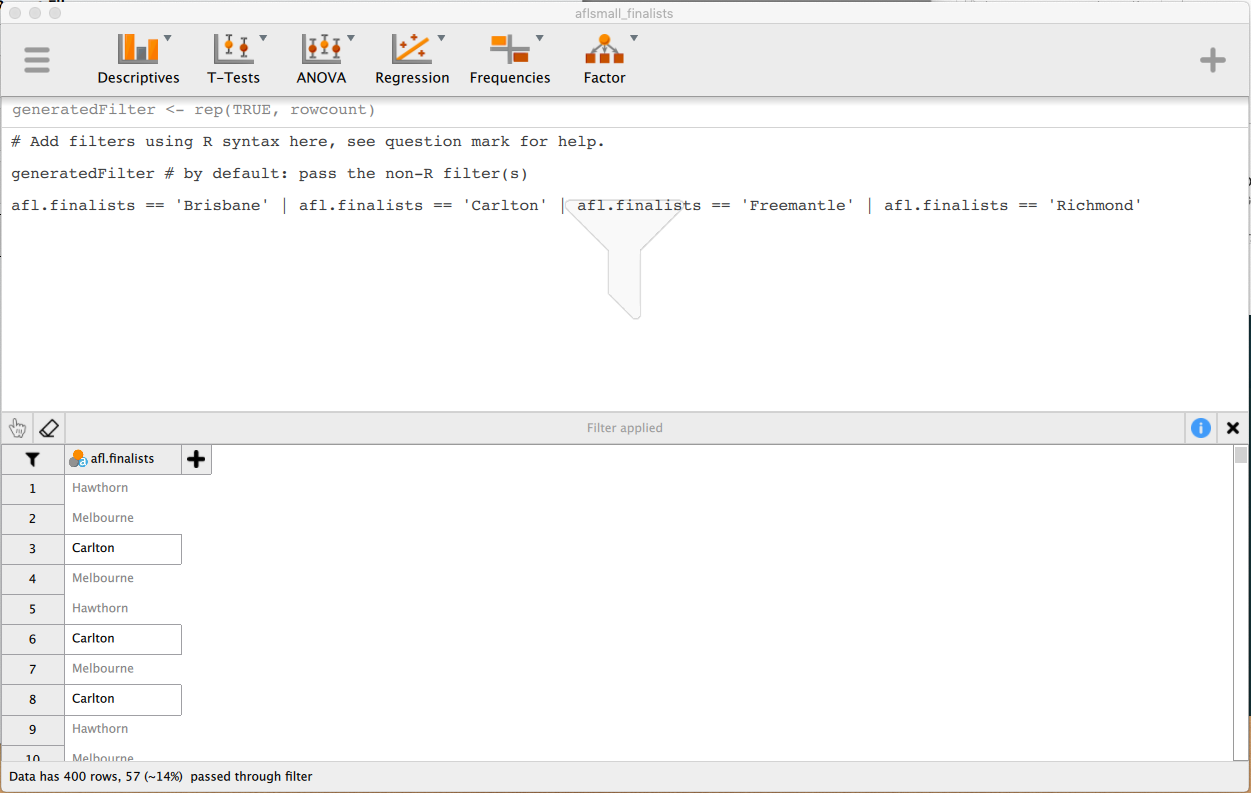 aflsmall_finalists
Descriptives T-Tests ANOVA Regression Frequencies Factor
generatedFilter <- rep(TRUE, rowcount)
# Add filters using R syntax here, see question mark for help.
generatedFilter # by default: pass the non-R filter(s)
afl.finalists == 'Brisbane' | afl.finalists == 'Carlton' | afl.finalists == 'Freemantle' | afl.finalists == 'Richmond'
Filter applied
afl.finalists
1 Hawthorn
2 Melbourne
3 Carlton
4 Melbourne
5 Hawthorn
6 Carlton
7 Melbourne
8 Carlton
9 Hawthorn
10 Melbourne
Data has 400 rows, 57 (~14%) passed through filter